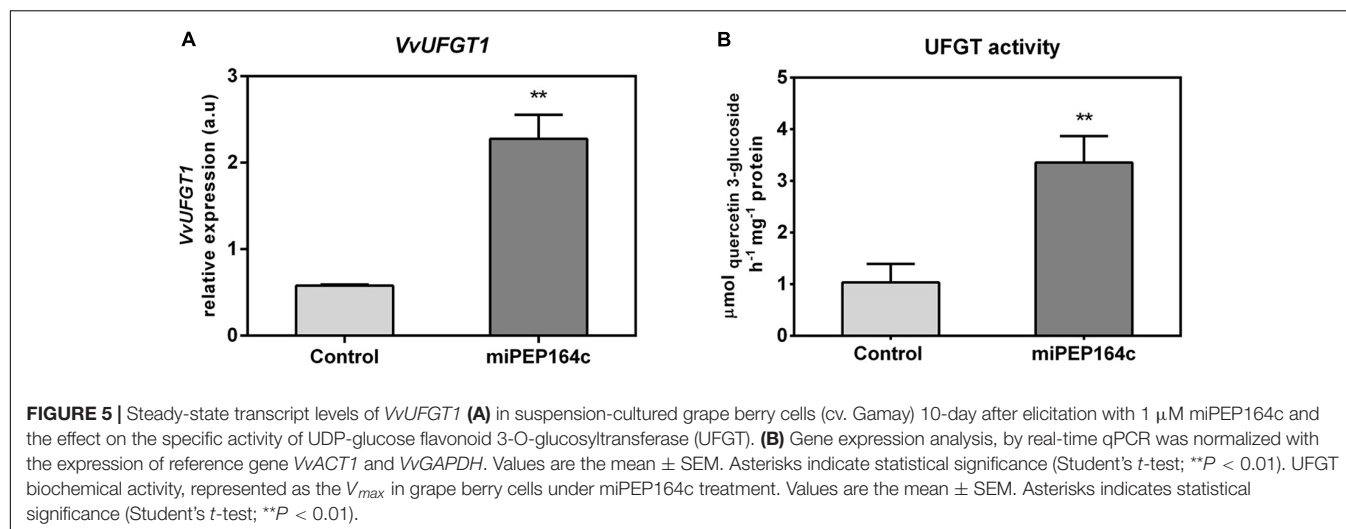 A
VvUFGT1
VvUFGT1
relative expression (a.u)
3
2
1
0
**
Control
miPEP164c
B
UFGT activity
μmol quercetin 3-glucoside
h-1 mg-1 protein
5
4
3
2
1
0
**
Control
miPEP164c
FIGURE 5 | Steady-state transcript levels of VvUFGT1 (A) in suspension-cultured grape berry cells (cv. Gamay) 10-day after elicitation with 1 μM miPEP164c and
the effect on the specific activity of UDP-glucose flavonoid 3-O-glucosyltransferase (UFGT). (B) Gene expression analysis, by real-time qPCR was normalized with
the expression of reference gene VvACT1 and VvGAPDH. Values are the mean ± SEM. Asterisks indicate statistical significance (Student's t-test; **P < 0.01). UFGT
biochemical activity, represented as the Vmax in grape berry cells under miPEP164c treatment. Values are the mean ± SEM. Asterisks indicates statistical
significance (Student's t-test; **P < 0.01).